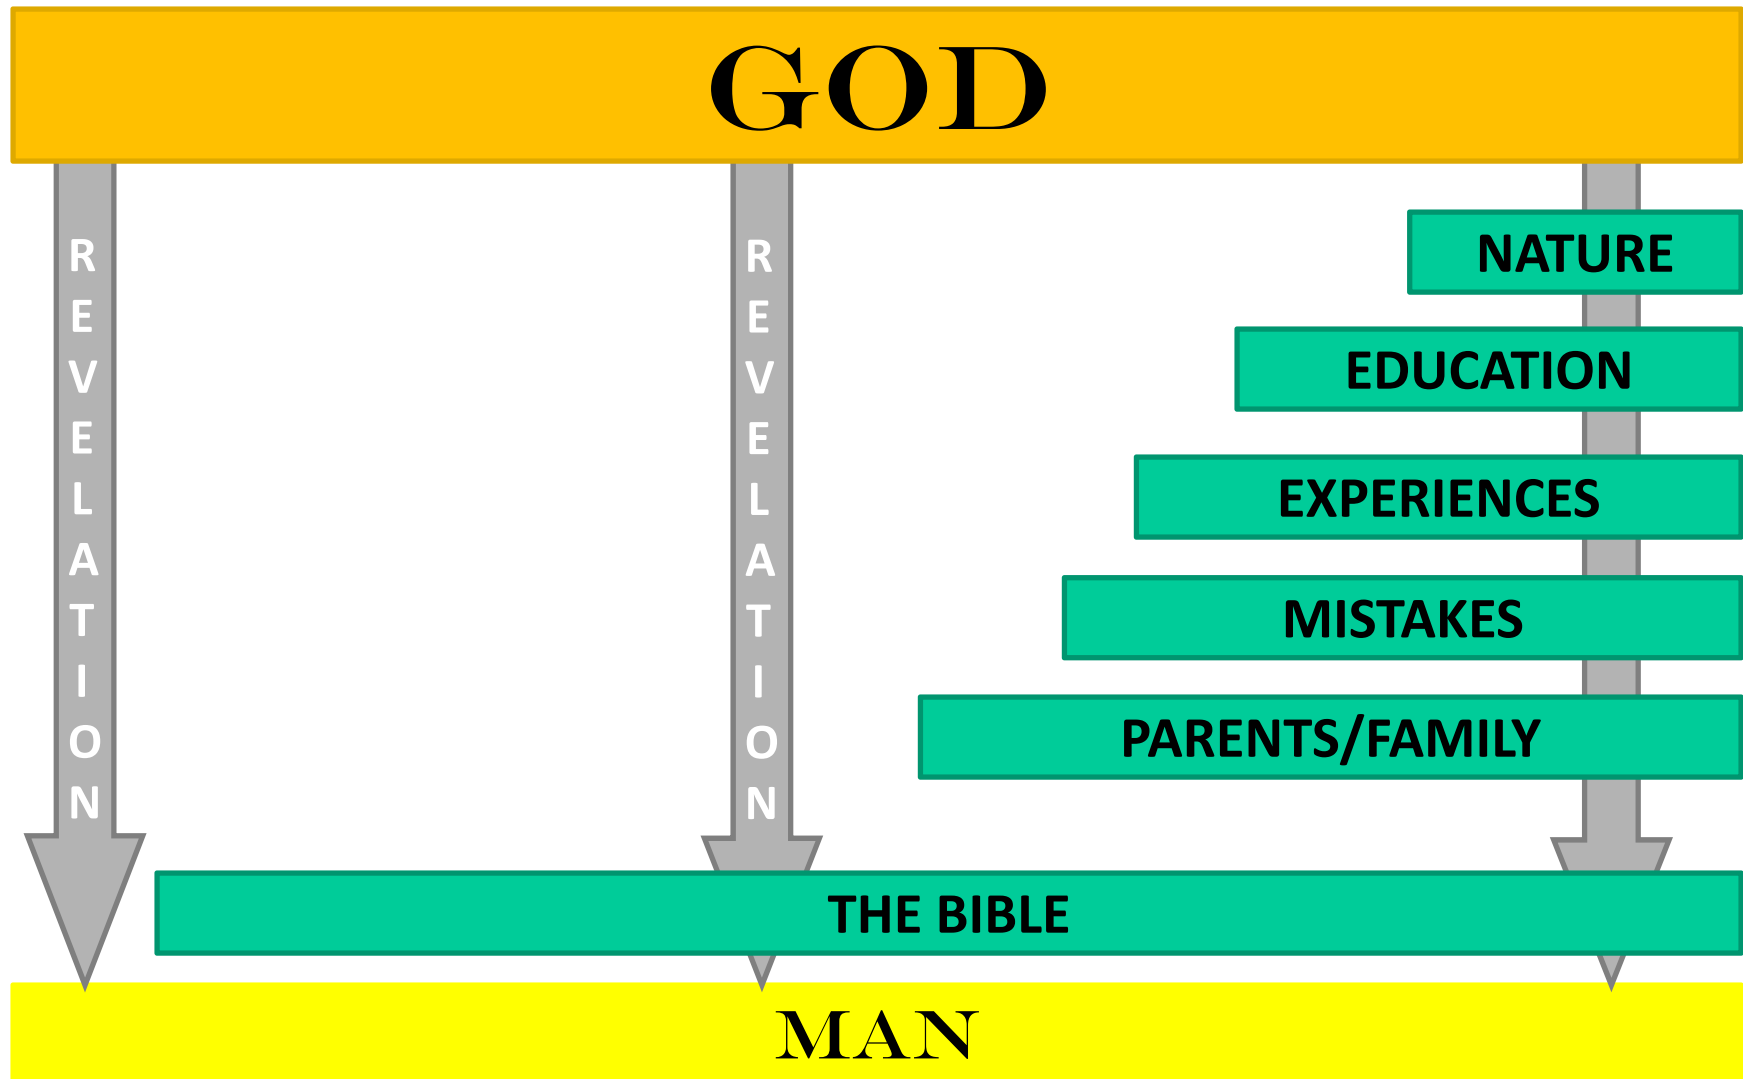 GOD
REVELATION
REVELATION
NATURE
EDUCATION
EXPERIENCES
MISTAKES
PARENTS/FAMILY
THE BIBLE
MAN